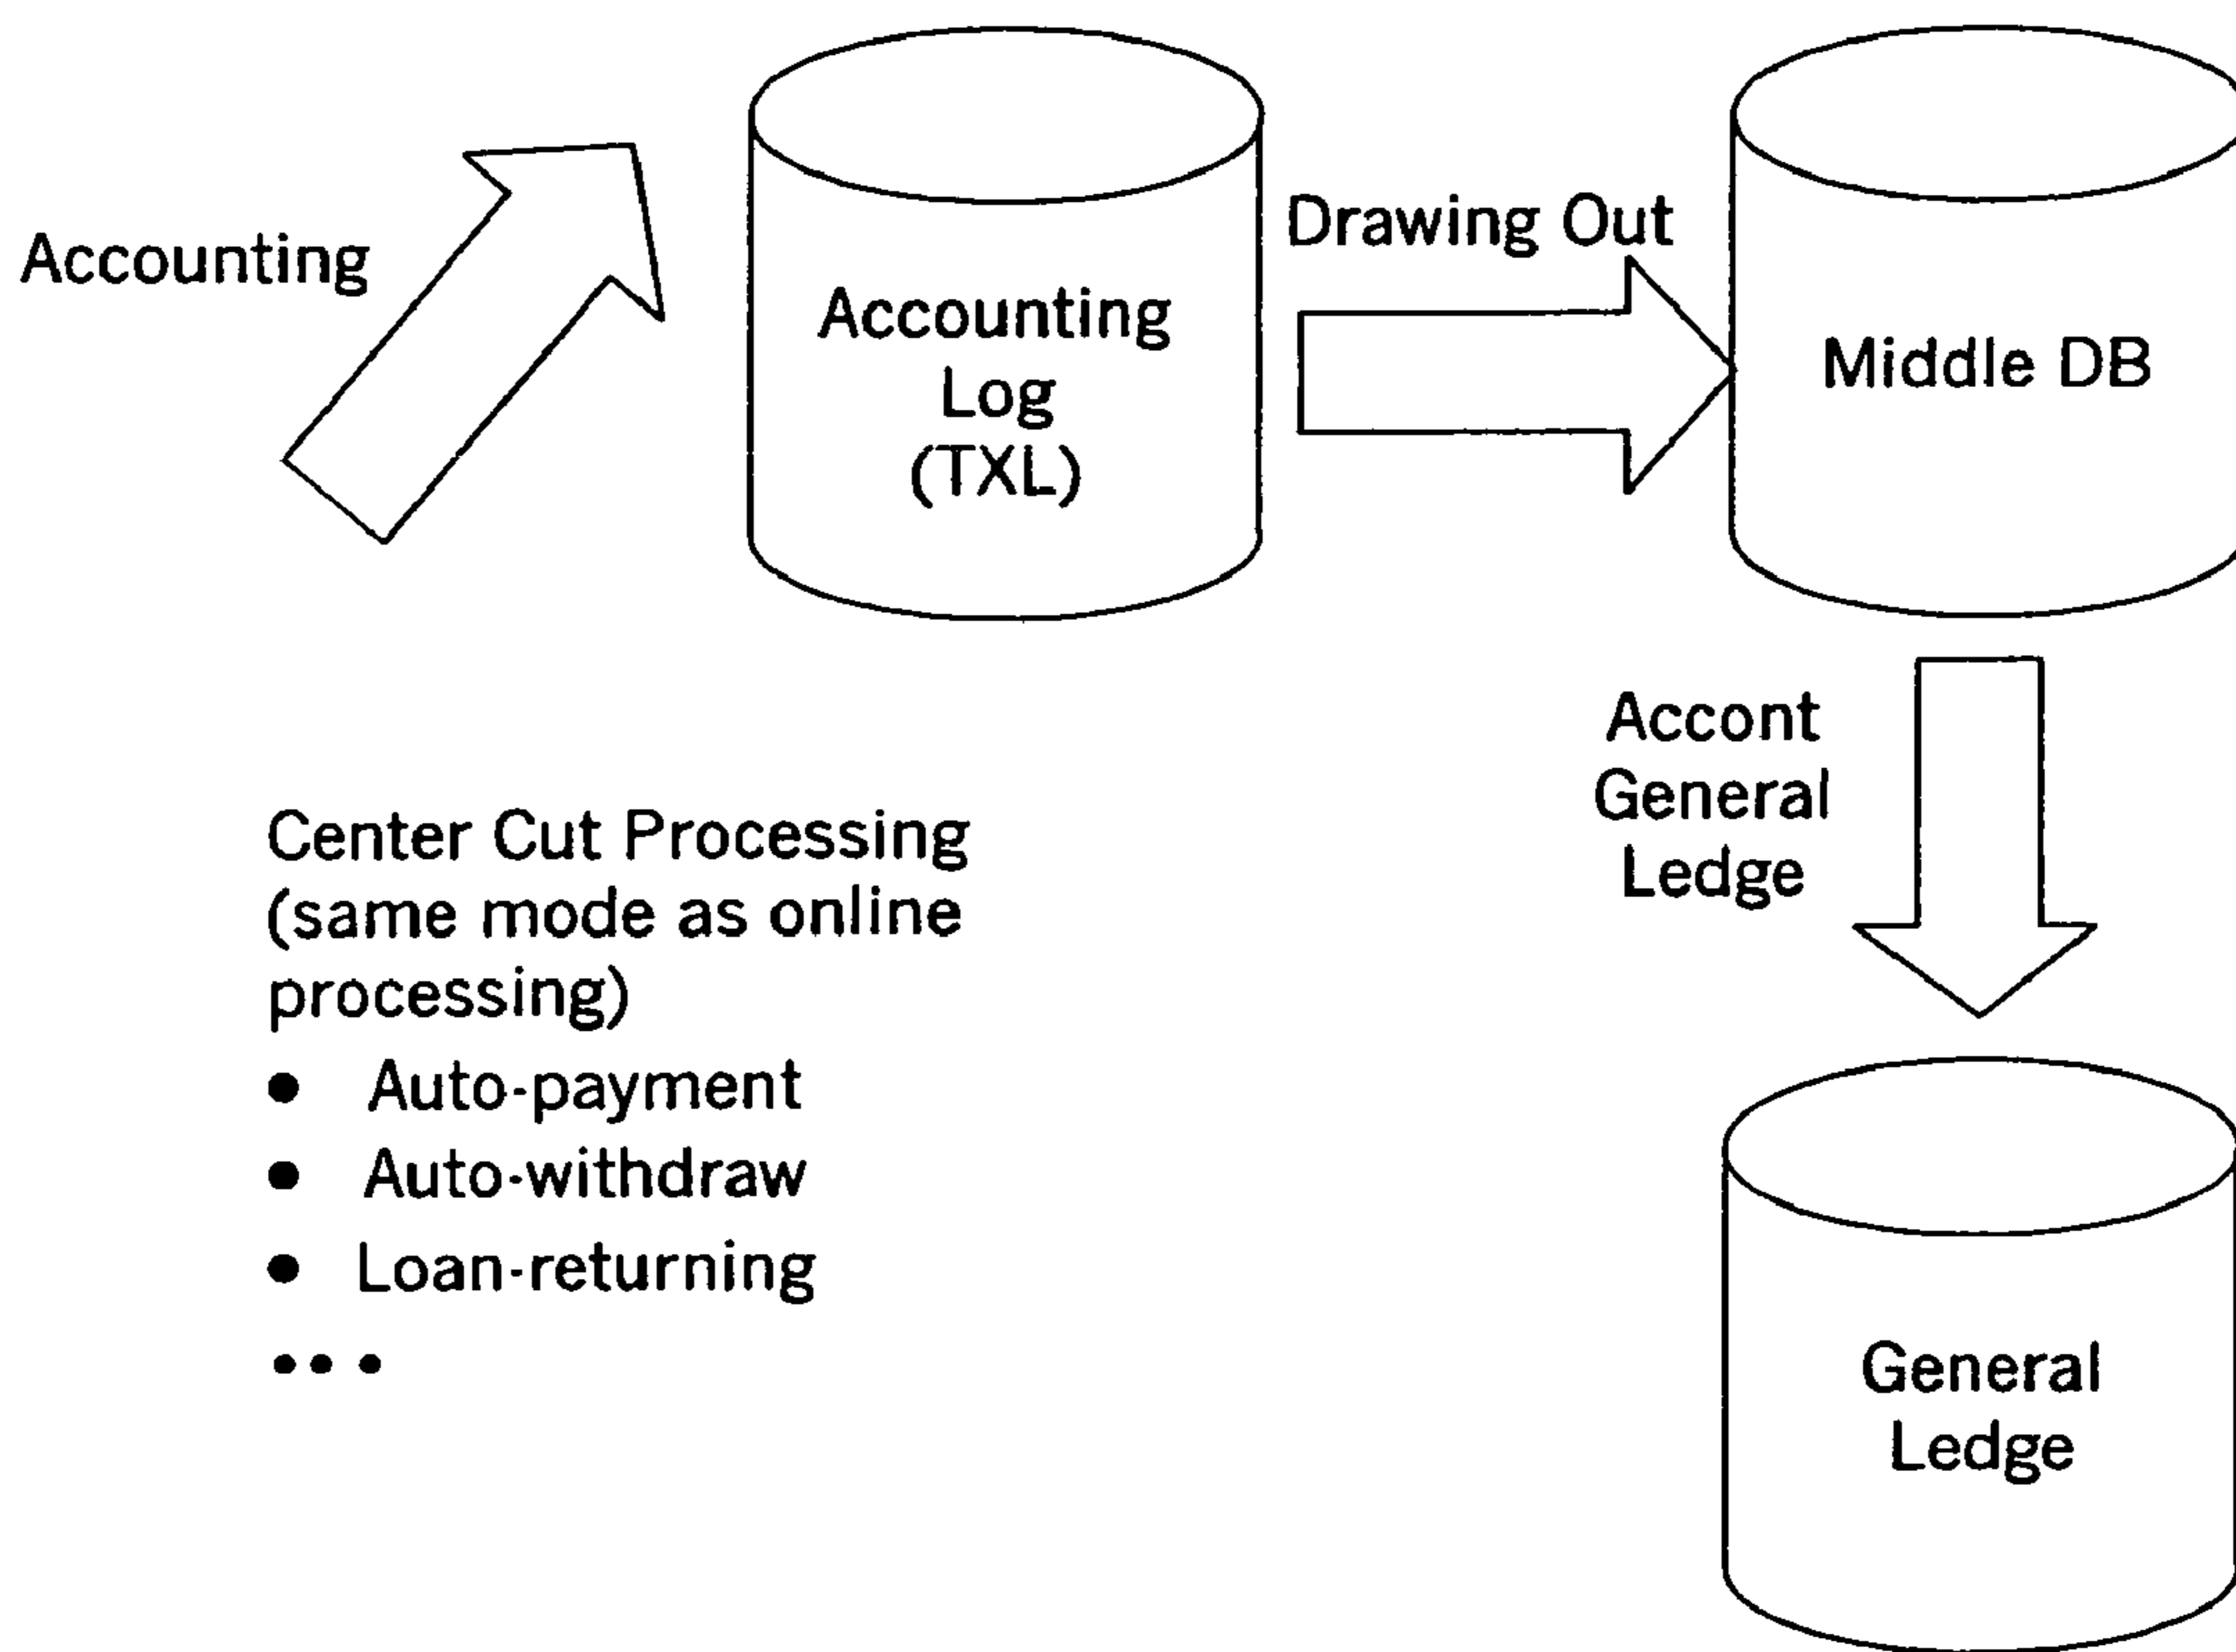 Accounting
Accounting
Log
(TXL)
Drawing Out
Middle DB
Accont
General
Ledge
General
Ledge
Center Cut Processing
(same mode as online
processing)
● Auto-payment
● Auto-withdraw
● Loan-returning
●●●